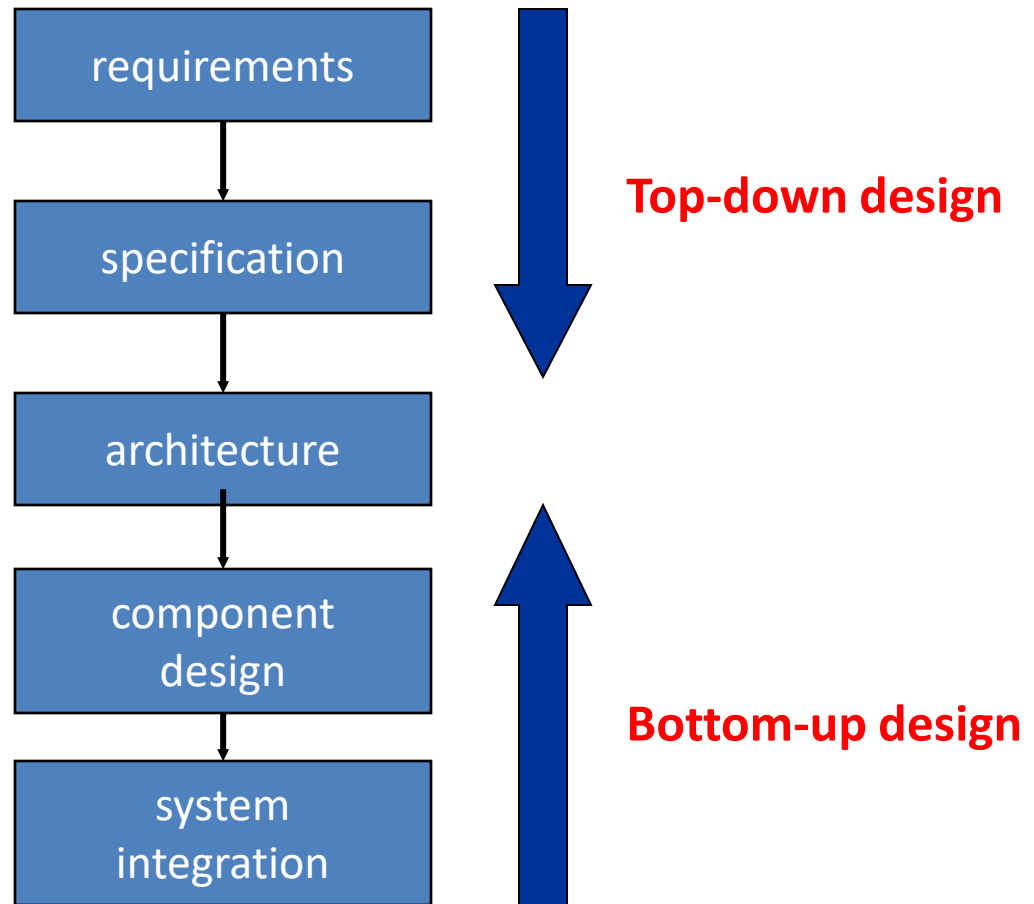 requirements
Top-down design
specification
architecture
component
design
Bottom-up design
system
integration